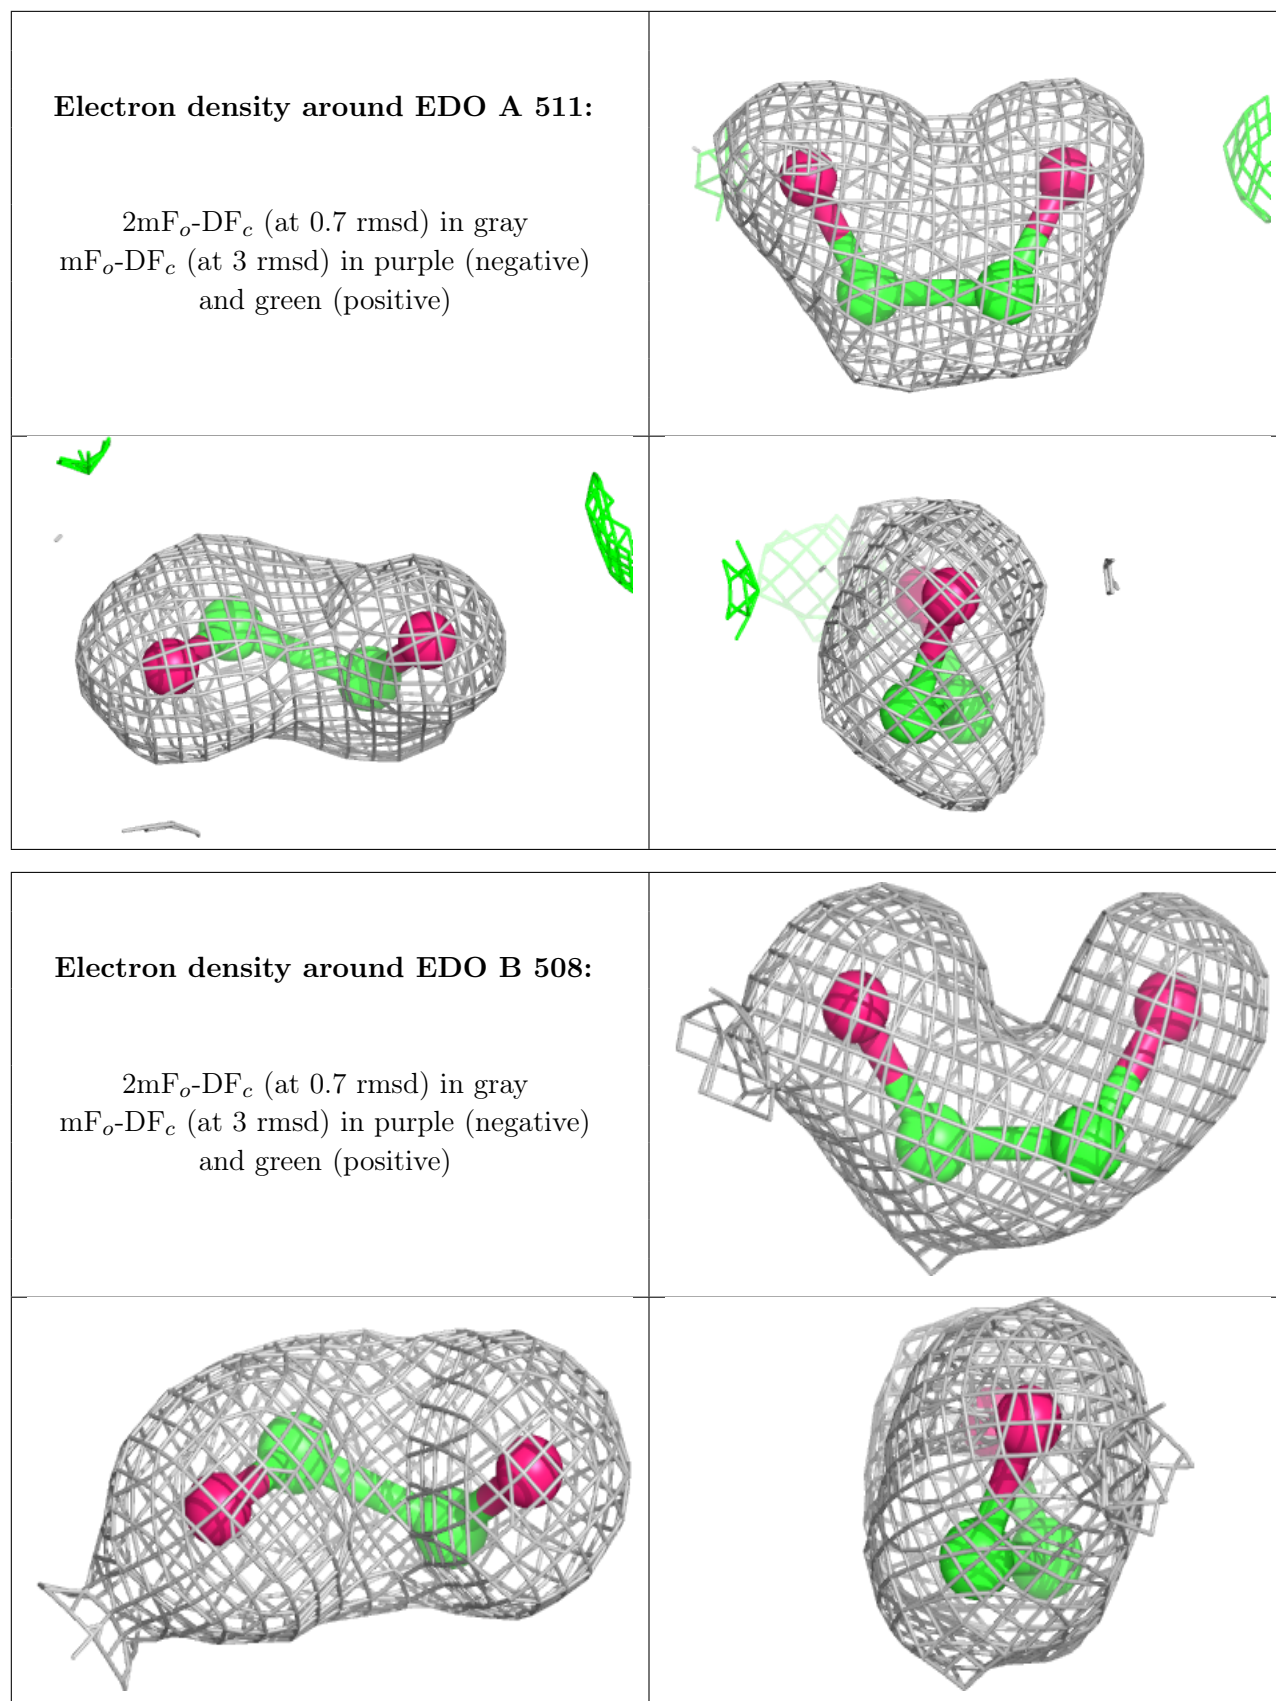 Electron density around EDO A 511:
2mFo-DFc (at 0.7 rmsd) in gray
mFo-DFc (at 3 rmsd) in purple (negative)
and green (positive)
Electron density around EDO B 508:
2mFo-DFc (at 0.7 rmsd) in gray
mFo-DFc (at 3 rmsd) in purple (negative)
and green (positive)